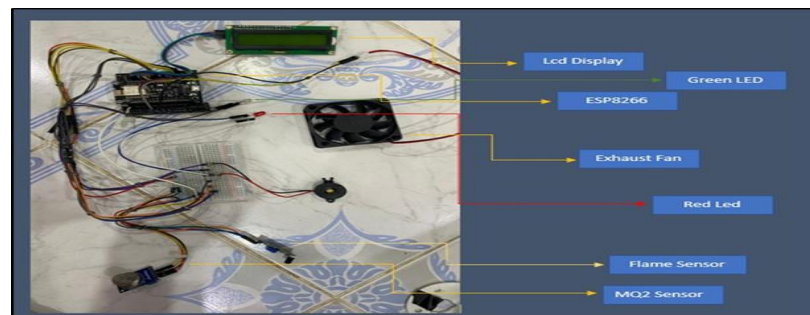 Lcd Display
Green LED
ESP8266
Exhaust Fan
Red Led
Flame Sensor
MQ2 Sensor